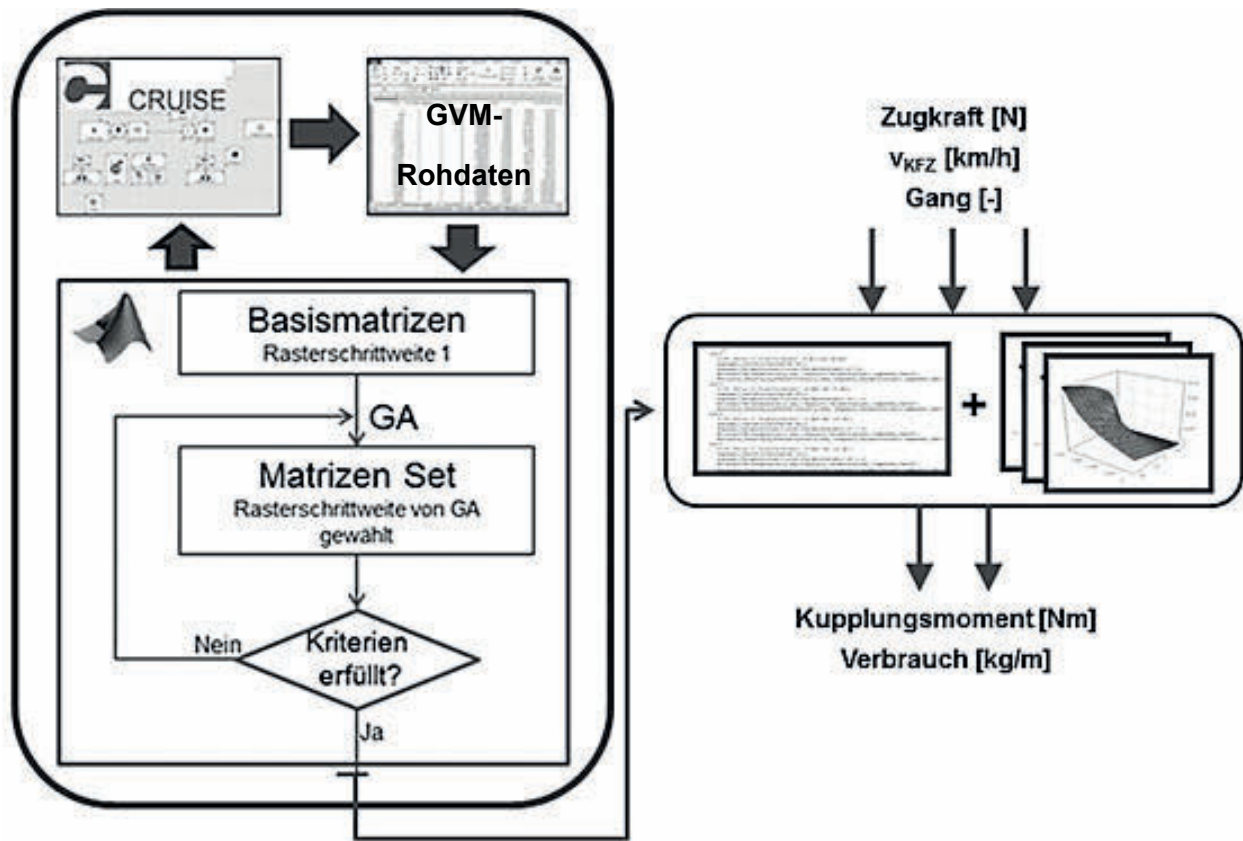 CRUISE
GVM-
Rohdaten
Basismatrizen
Rasterschrittweite 1
GA
Matrizen Set
Rasterschrittweite von GA
gewählt
Nein
Kriterien
erfüllt?
Ja
Zugkraft [N]
vKFZ [km/h]
Gang [-]
+
Kupplungsmoment [Nm]
Verbrauch [kg/m]